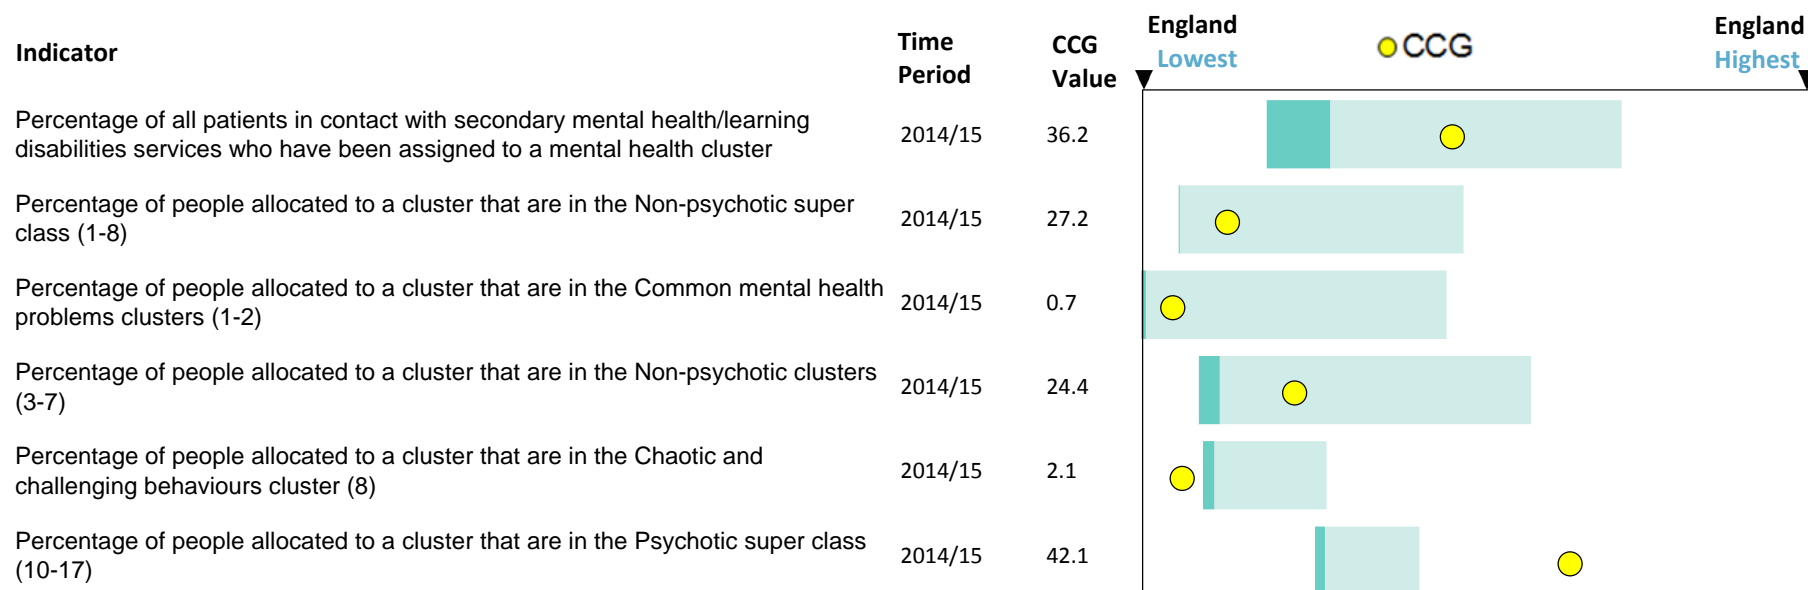 Indicator
Time
Period
CCG
Value
England
Lowest
CCG
England
Highest
Percentage of all patients in contact with secondary mental health/learning
disabilities services who have been assigned to a mental health cluster
2014/15
36.2
Percentage of people allocated to a cluster that are in the Non-psychotic super
class (1-8)
2014/15
27.2
Percentage of people allocated to a cluster that are in the Common mental health
problems clusters (1-2)
2014/15
0.7
Percentage of people allocated to a cluster that are in the Non-psychotic clusters
(3-7)
2014/15
24.4
Percentage of people allocated to a cluster that are in the Chaotic and
challenging behaviours cluster (8)
2014/15
2.1
Percentage of people allocated to a cluster that are in the Psychotic super class
(10-17)
2014/15
42.1